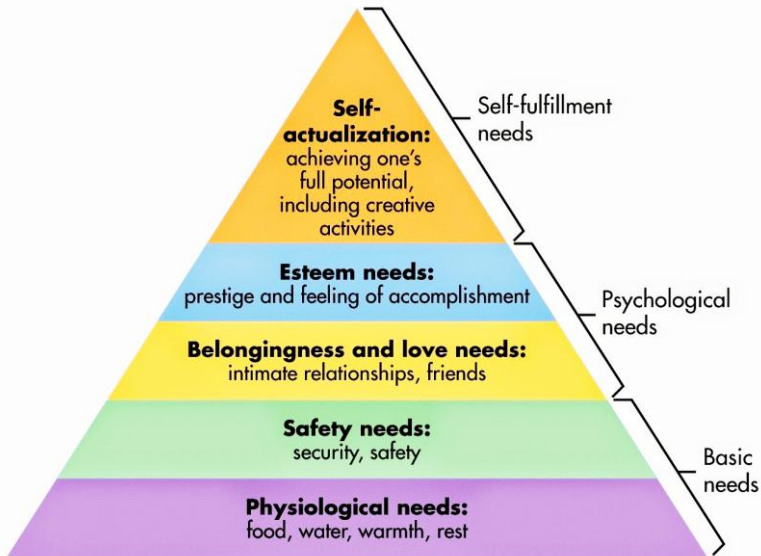 Self-
actualization:
achieving one's
full potential,
including creative
activities
Self-fulfillment
needs
Esteem needs:
prestige and feeling of accomplishment
Psychological
needs
Belongingness and love needs:
intimate relationships, friends
Safety needs:
security, safety
Basic
needs
Physiological needs:
food, water, warmth, rest